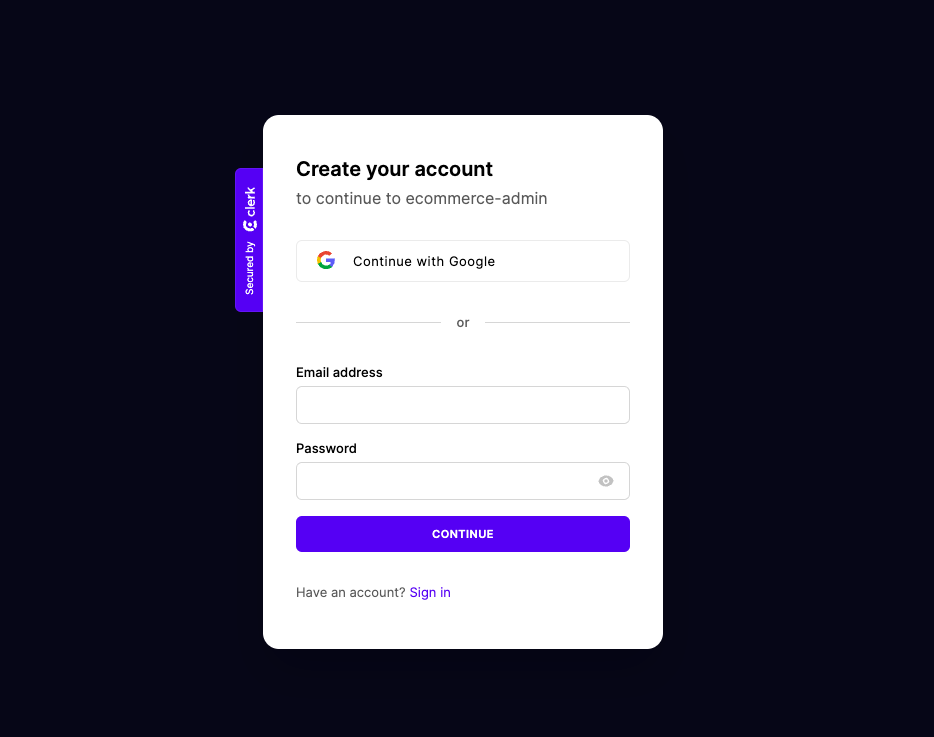 Create your account
to continue to ecommerce-admin
Secured by clerk
Continue with Google
or
Email address
Password
CONTINUE
Have an account? Sign in